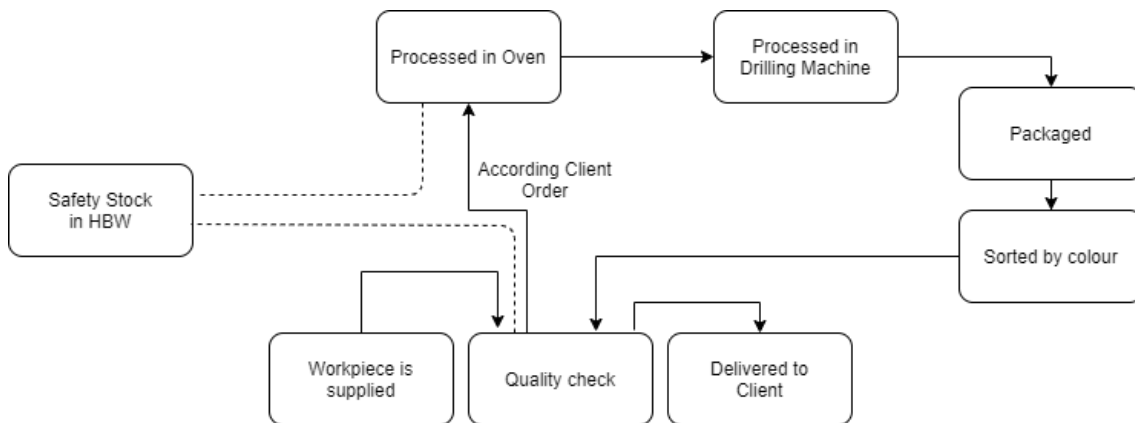 Processed in Oven
Processed in
Drilling Machine
Packaged
According Client
Order
Safety Stock
in HBW
Sorted by colour
Workpiece is
supplied
Quality check
Delivered to
Client